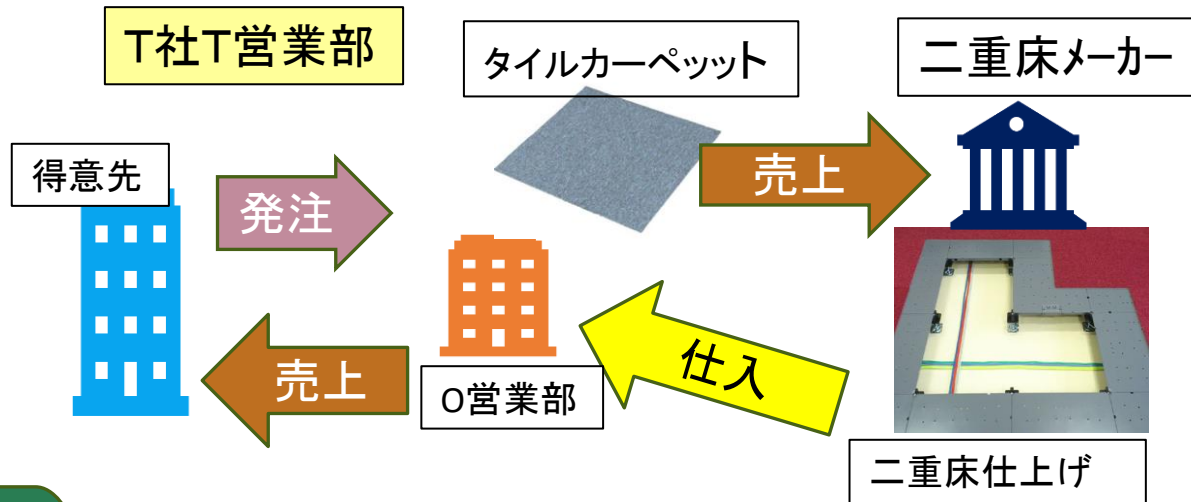 T社T営業部
タイルカーペッット
二重床メーカー
得意先
発注
売上
仕入
売上
O営業部
二重床仕上げ